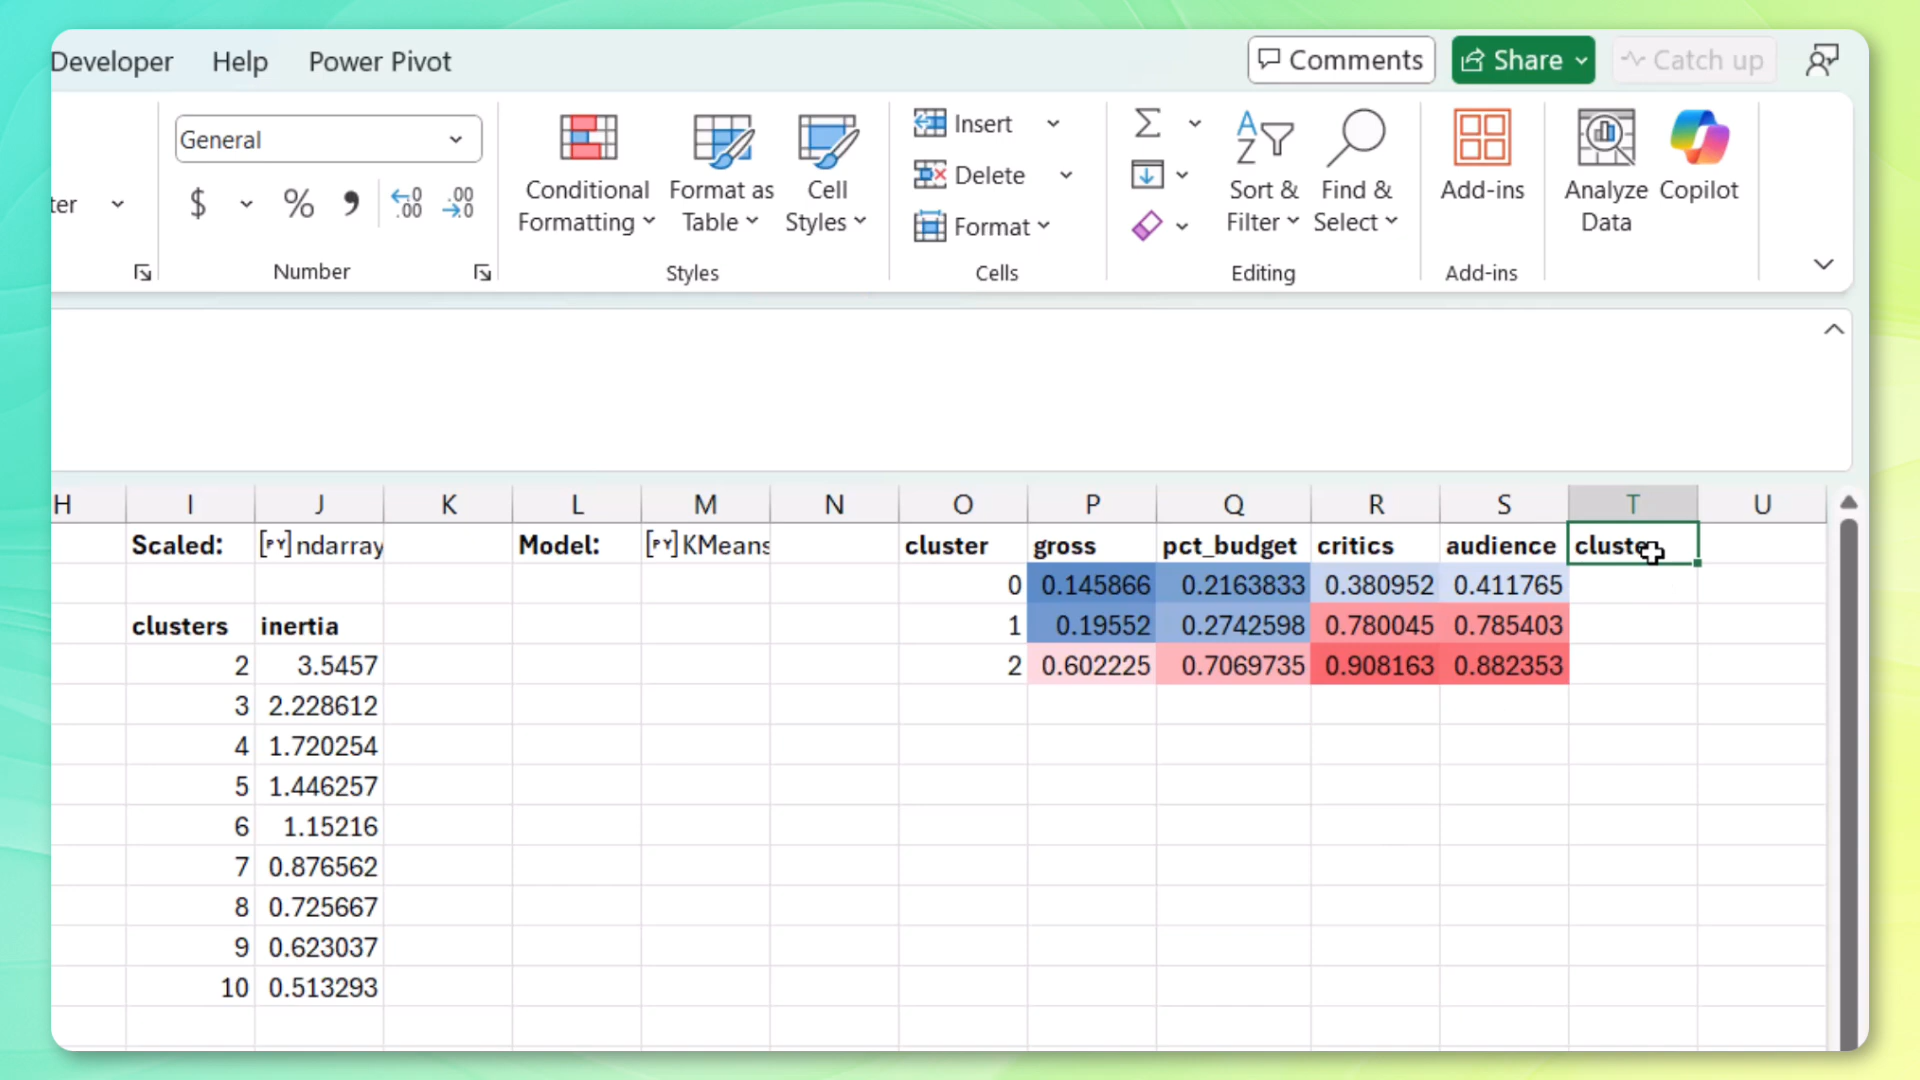 Developer Help Power Pivot Comments Share Catch up
General
ter $ % , ←0 .00 .00 →0
Number
Conditional Formatting
Format as Table
Cell Styles
Styles
Insert
Delete
Format
Cells
Sort & Filter
Find & Select
Editing
Add-ins
Add-ins
Analyze Data
Copilot
H I J K L M N O P Q R S T U
Scaled: [PY] ndarray Model: [PY] KMeans cluster gross pct_budget critics audience cluster
0 0.145866 0.2163833 0.380952 0.411765
clusters inertia 1 0.19552 0.2742598 0.780045 0.785403
2 3.5457 2 0.602225 0.7069735 0.908163 0.882353
3 2.228612
4 1.720254
5 1.446257
6 1.15216
7 0.876562
8 0.725667
9 0.623037
10 0.513293